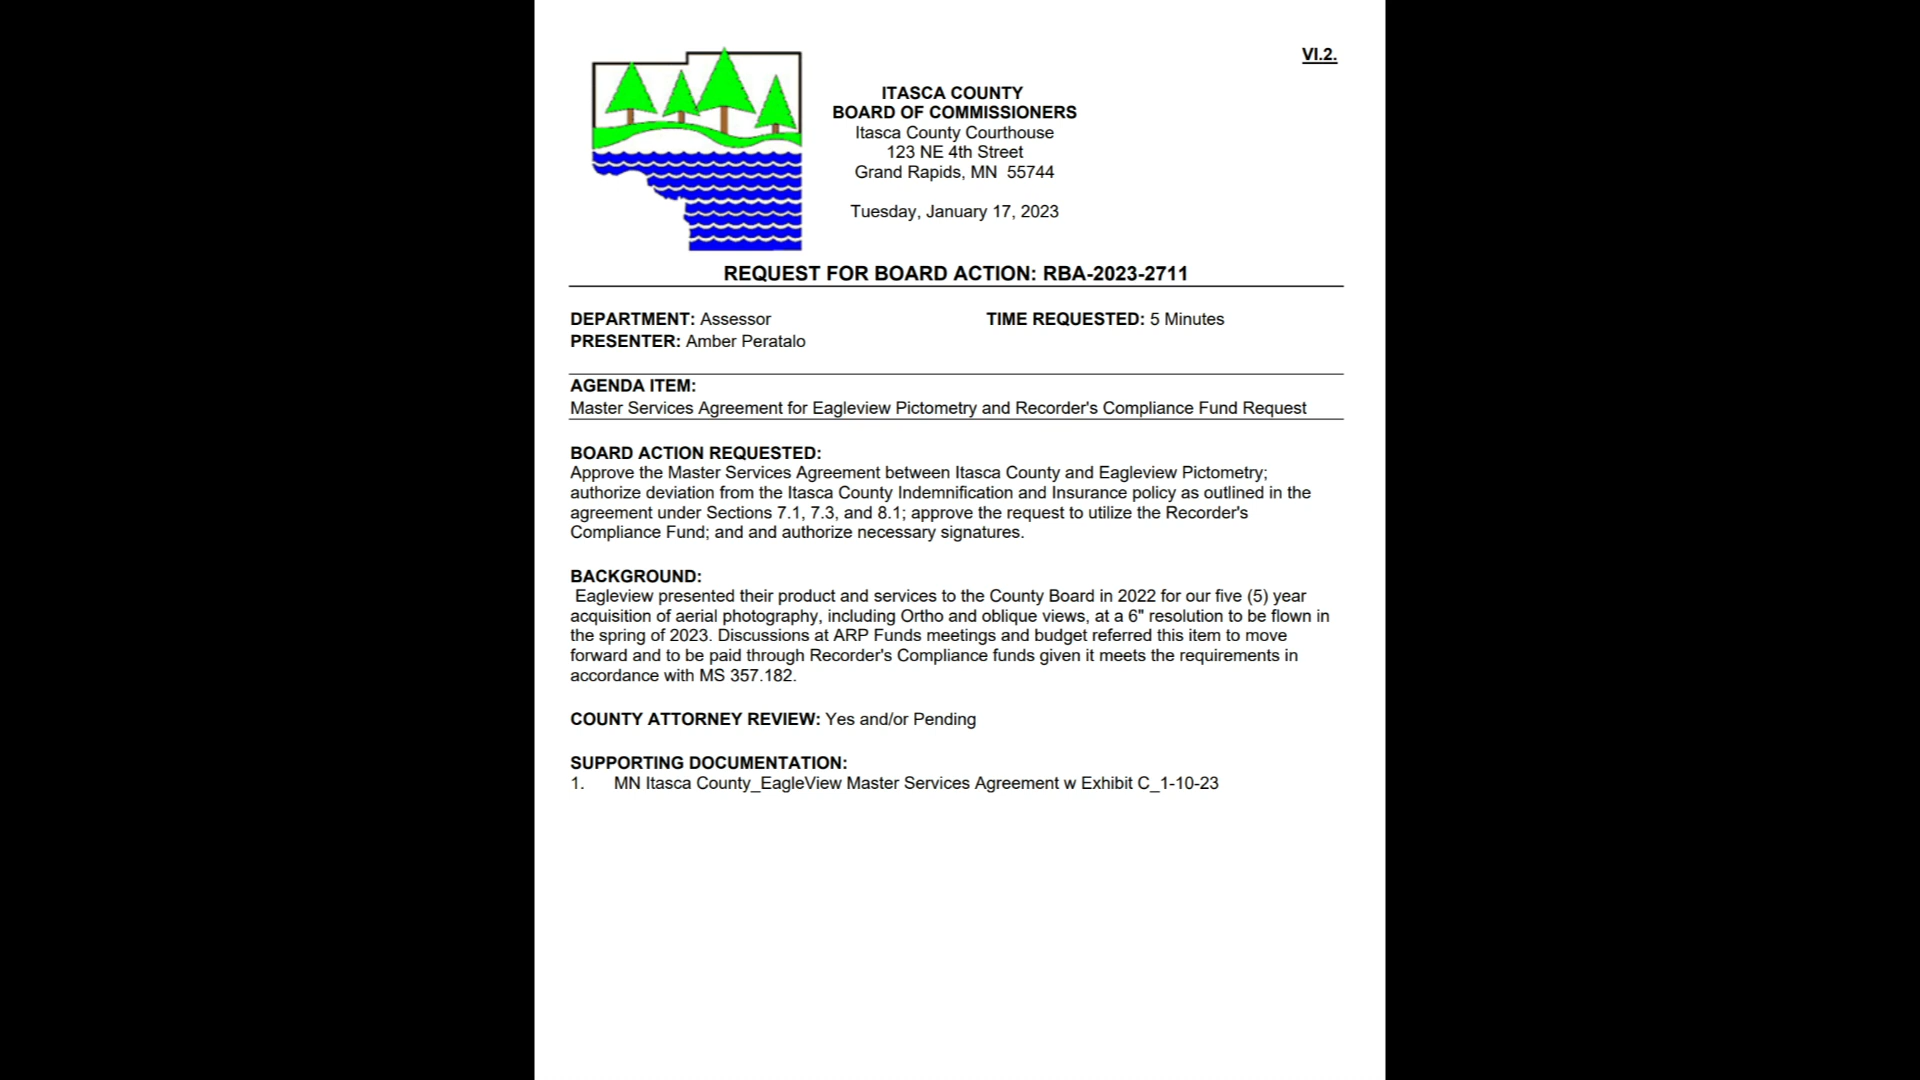 VI.2.
ITASCA COUNTY
BOARD OF COMMISSIONERS
Itasca County Courthouse
123 NE 4th Street
Grand Rapids, MN  55744
Tuesday, January 17, 2023
REQUEST FOR BOARD ACTION: RBA-2023-2711
DEPARTMENT: Assessor
TIME REQUESTED: 5 Minutes
PRESENTER: Amber Peratalo
AGENDA ITEM:
Master Services Agreement for Eagleview Pictometry and Recorder's Compliance Fund Request
BOARD ACTION REQUESTED:
Approve the Master Services Agreement between Itasca County and Eagleview Pictometry;
authorize deviation from the Itasca County Indemnification and Insurance policy as outlined in the
agreement under Sections 7.1, 7.3, and 8.1; approve the request to utilize the Recorder's
Compliance Fund; and and authorize necessary signatures.
BACKGROUND:
Eagleview presented their product and services to the County Board in 2022 for our five (5) year
acquisition of aerial photography, including Ortho and oblique views, at a 6" resolution to be flown in
the spring of 2023. Discussions at ARP Funds meetings and budget referred this item to move
forward and to be paid through Recorder's Compliance funds given it meets the requirements in
accordance with MS 357.182.
COUNTY ATTORNEY REVIEW: Yes and/or Pending
SUPPORTING DOCUMENTATION:
1. MN Itasca County_EagleView Master Services Agreement w Exhibit C_1-10-23